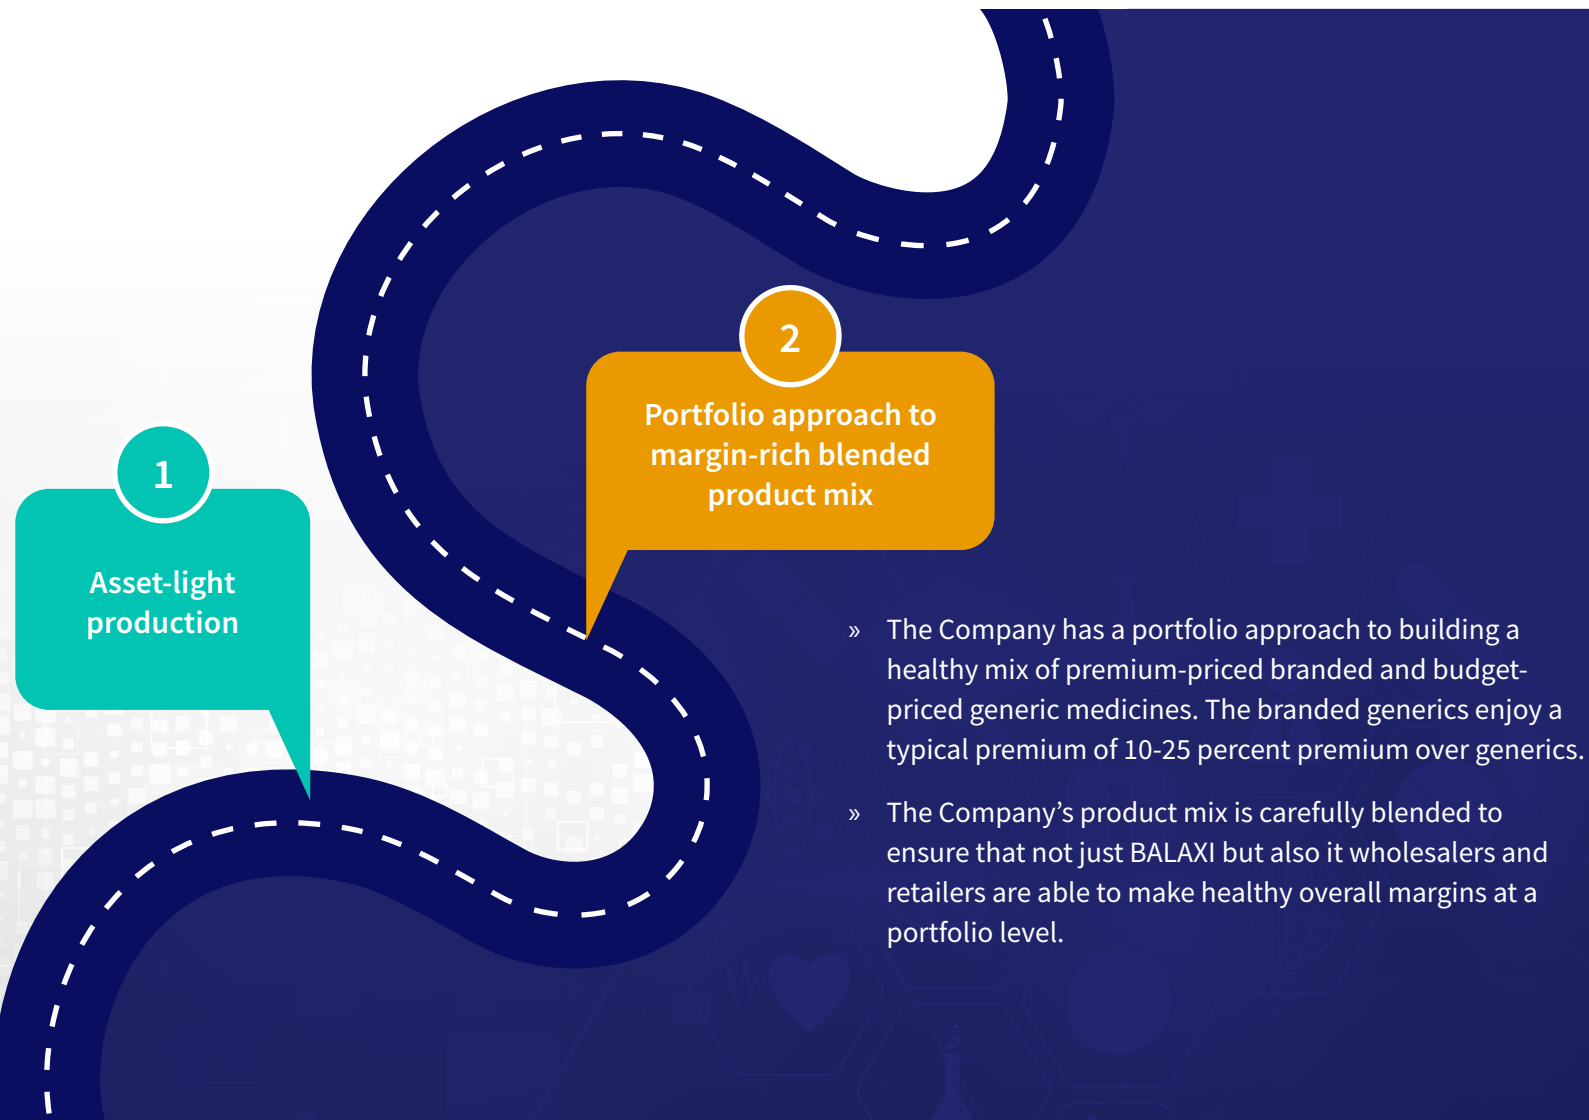 1
Asset-light
production
2
Portfolio approach to
margin-rich blended
product mix
» The Company has a portfolio approach to building a
healthy mix of premium-priced branded and budget-
priced generic medicines. The branded generics enjoy a
typical premium of 10-25 percent premium over generics.
» The Company’s product mix is carefully blended to
ensure that not just BALAXI but also it wholesalers and
retailers are able to make healthy overall margins at a
portfolio level.